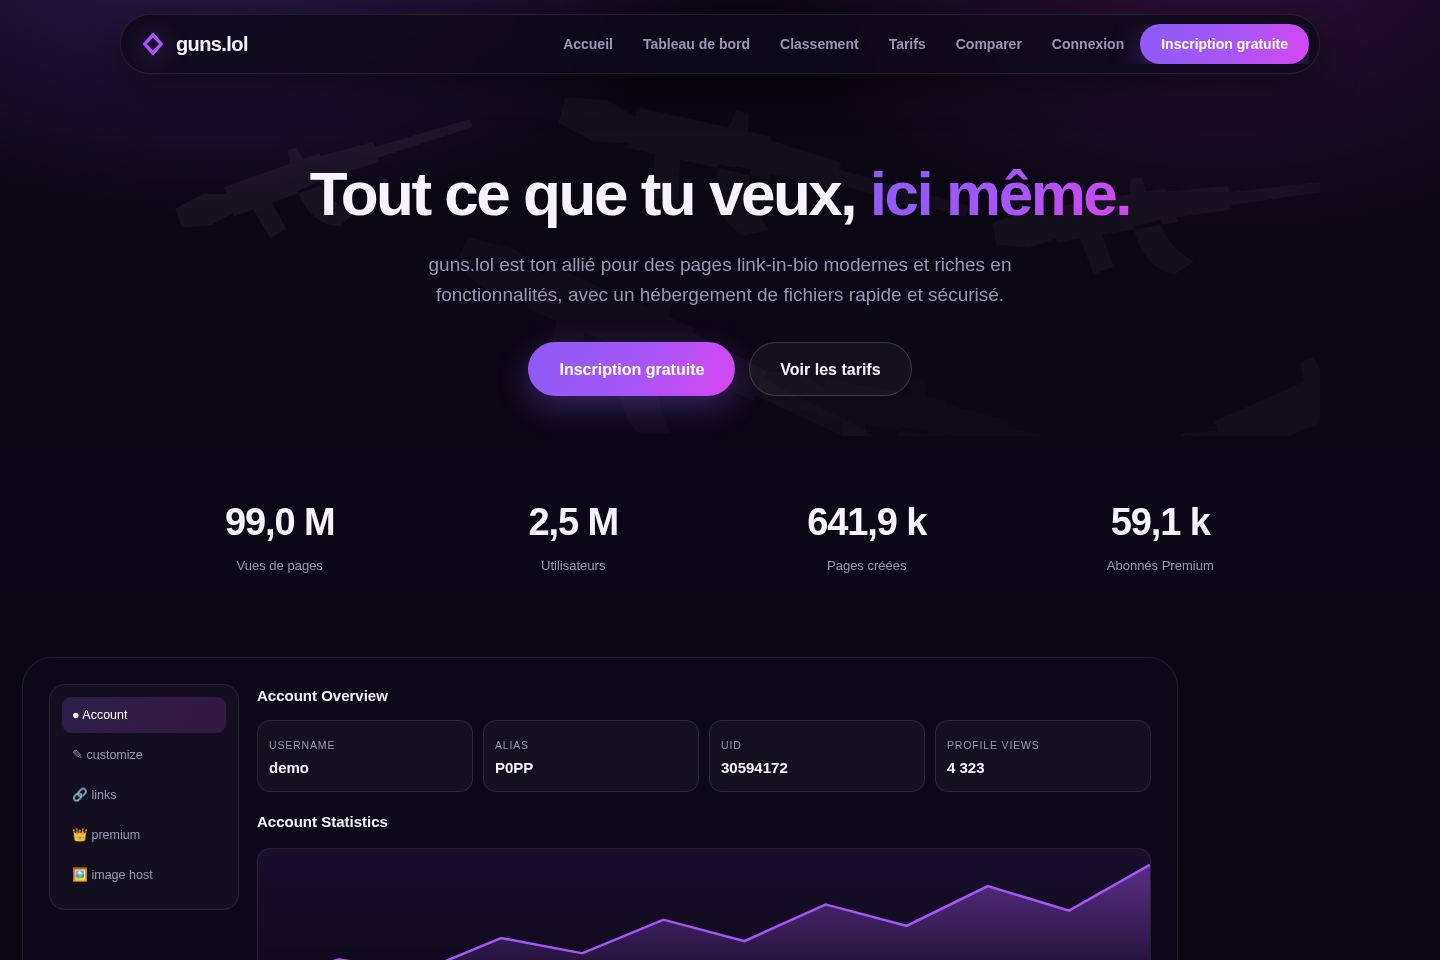 guns.lol
Accueil Tableau de bord Classement Tarifs Comparer Connexion Inscription gratuite
Tout ce que tu veux, ici même.
guns.lol est ton allié pour des pages link-in-bio modernes et riches en
fonctionnalités, avec un hébergement de fichiers rapide et sécurisé.
Inscription gratuite Voir les tarifs
99,0 M 2,5 M 641,9 k 59,1 k
Vues de pages Utilisateurs Pages créées Abonnés Premium
Account
customize
links
premium
image host
Account Overview
USERNAME ALIAS UID PROFILE VIEWS
demo P0PP 30594172 4 323
Account Statistics